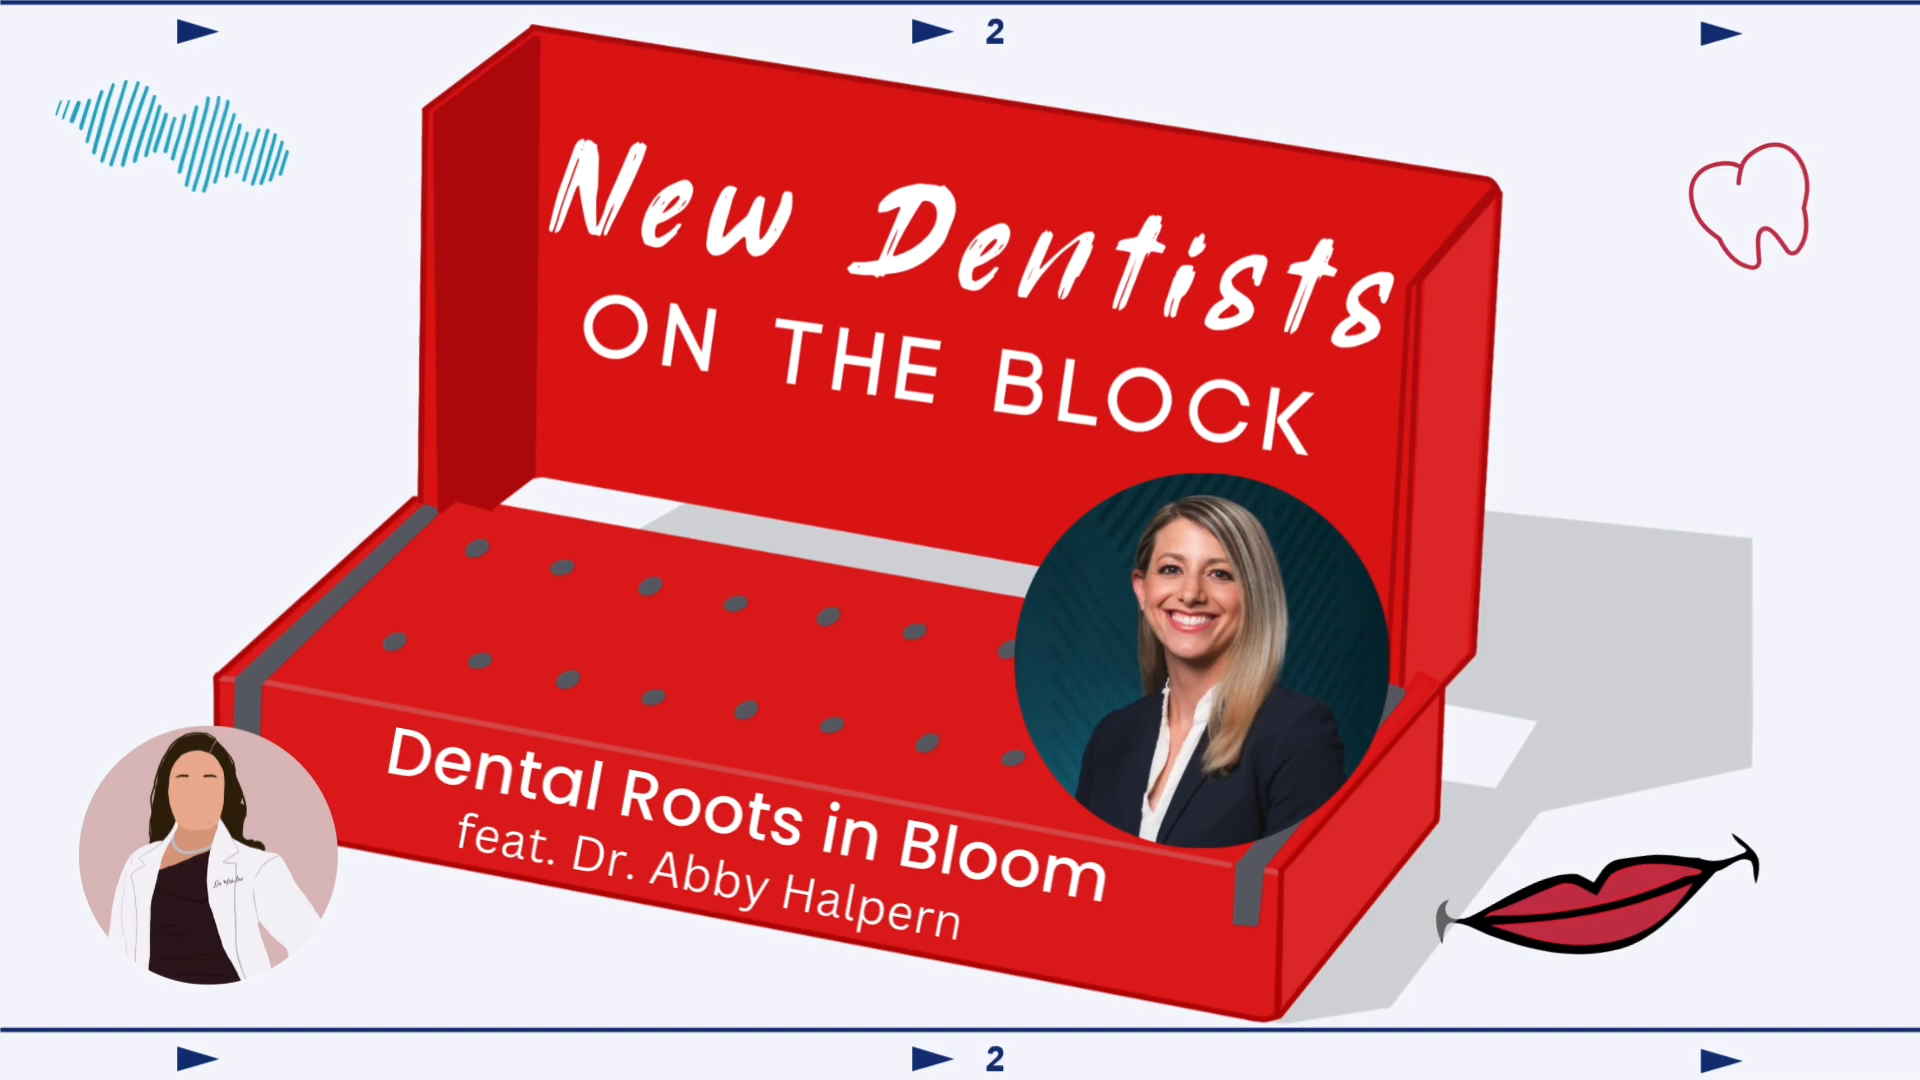 2
New Dentists
ON THE BLOCK
Dental Roots in Bloom
feat. Dr. Abby Halpern
2